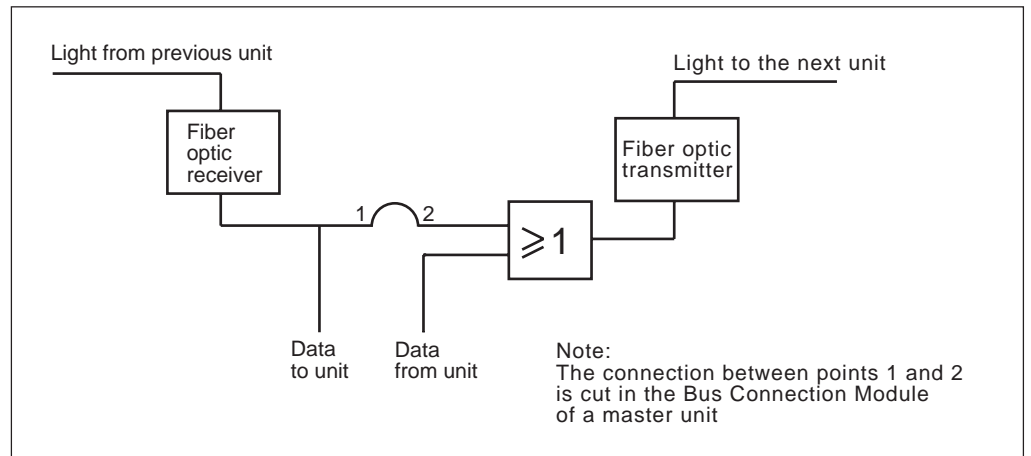 Light from previous unit
Light to the next unit
Fiber
optic
receiver
Fiber optic
transmitter
1
2
≥1
Data
to unit
Data
from unit
Note:
The connection between points 1 and 2
is cut in the Bus Connection Module
of a master unit